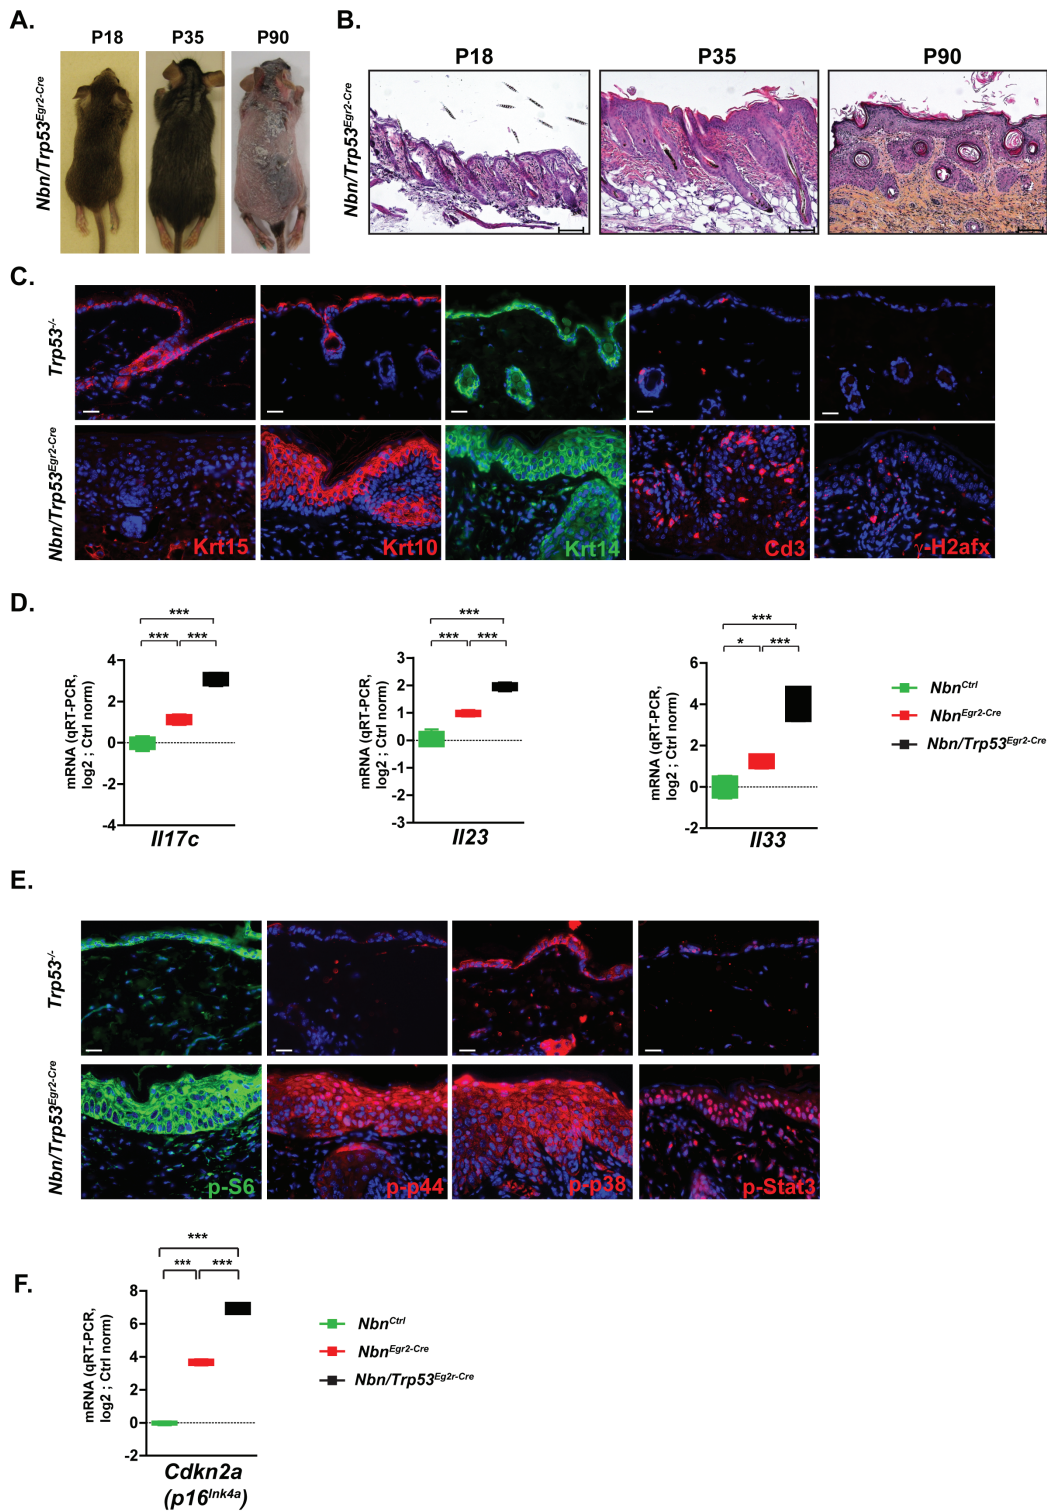 A.
P18 P35 P90
Nbn/Trp53Egr2-Cre
B.
P18 P35 P90
Nbn/Trp53Egr2-Cre
C.
Trp53-/-
Nbn/Trp53Egr2-Cre
Krt15 Krt10 Krt14 Cd3 γ-H2afx
D.
***
*** ***
mRNA (qRT-PCR,
log2 ; Ctrl norm)
4
2
0
-2
-4
Il17c
***
*** ***
mRNA (qRT-PCR,
log2 ; Ctrl norm)
3
2
1
0
-1
-2
-3
Il23
***
* ***
mRNA (qRT-PCR,
log2 ; Ctrl norm)
6
4
2
0
-2
Il33
NbnCtrl
NbnEgr2-Cre
Nbn/Trp53Egr2-Cre
E.
Trp53-/-
Nbn/Trp53Egr2-Cre
p-S6 p-p44 p-p38 p-Stat3
F.
***
*** ***
mRNA (qRT-PCR,
log2 ; Ctrl norm)
8
6
4
2
0
-2
Cdkn2a
(p16Ink4a)
NbnCtrl
NbnEgr2-Cre
Nbn/Trp53Eg2r-Cre